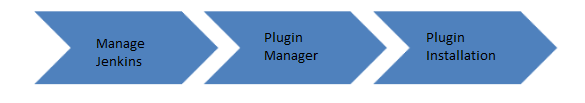 Manage
Jenkins
Plugin
Manager
Plugin
Installation